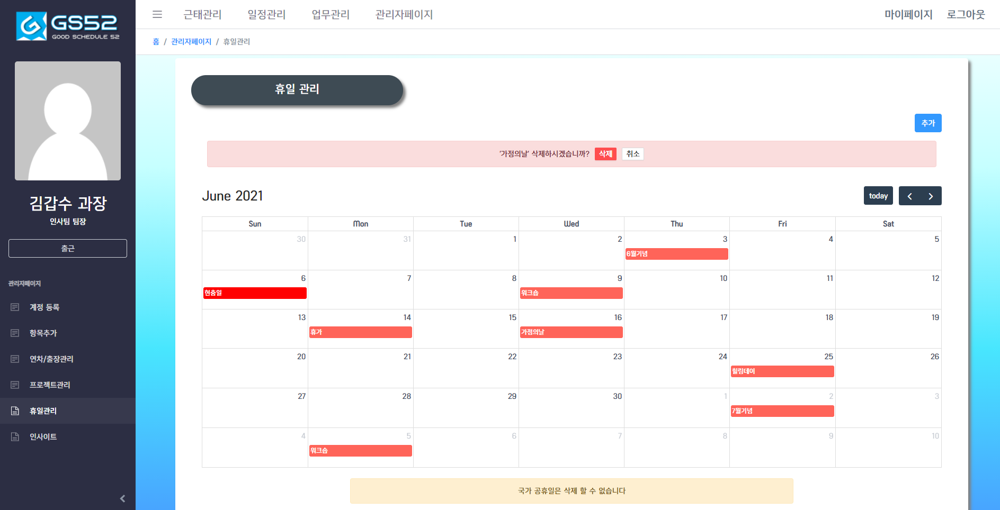 GS52
GOOD SCHEDULE 52
근태관리 일정관리 업무관리 관리자페이지 마이페이지 로그아웃
홈 / 관리자페이지 / 휴일관리
김갑수 과장
인사팀 팀장
출근
관리자페이지
계정 등록
항목추가
연차/출장관리
프로젝트관리
휴일관리
인사이트
휴일 관리
추가
'가정의날' 삭제하시겠습니까? 삭제 취소
June 2021 today
Sun Mon Tue Wed Thu Fri Sat
30 31 1 2 3 4 5
6월기념
6 7 8 9 10 11 12
현충일 워크숍
13 14 15 16 17 18 19
휴가 가정의날
20 21 22 23 24 25 26
힐링데이
27 28 29 30 1 2 3
7월기념
4 5 6 7 8 9 10
워크숍
국가 공휴일은 삭제 할 수 없습니다